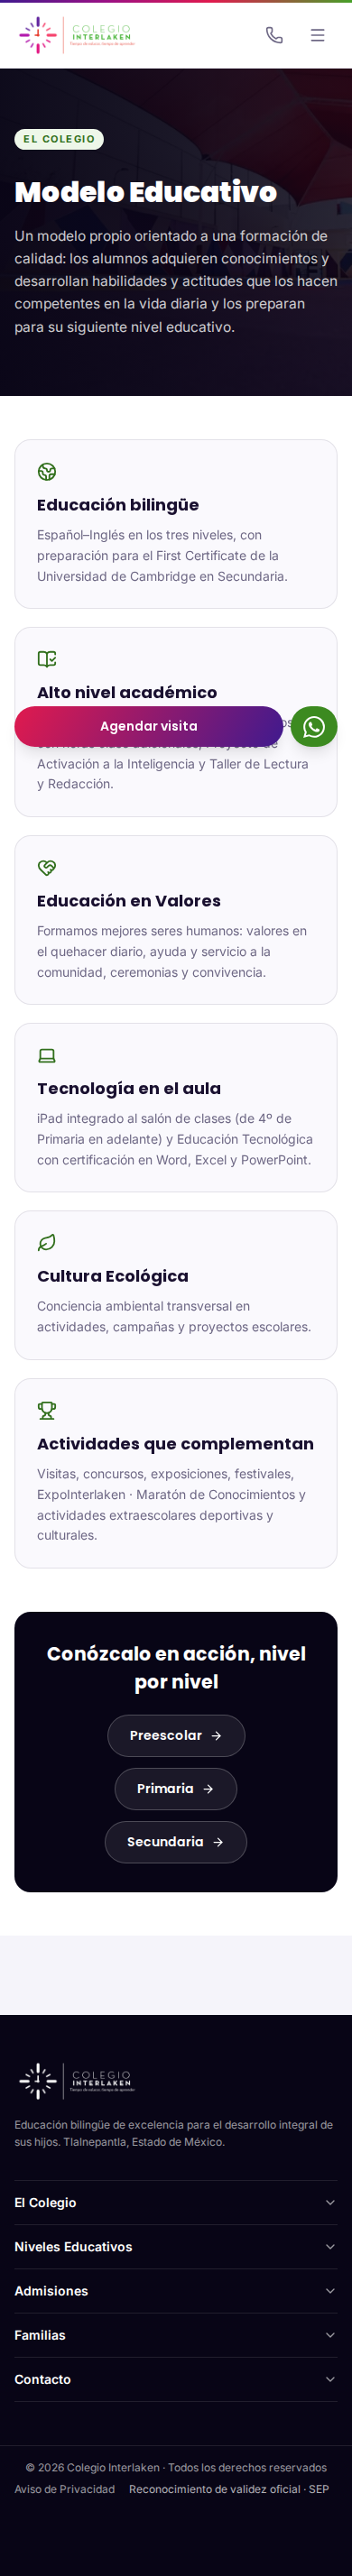 COLEGIO
INTERLAKEN
EL COLEGIO
Modelo Educativo
Un modelo propio orientado a una formación de
calidad: los alumnos adquieren conocimientos y
desarrollan habilidades y actitudes que los hacen
competentes en la vida diaria y los preparan
para su siguiente nivel educativo.
Educación bilingüe
Español–Inglés en los tres niveles, con
preparación para el First Certificate de la
Universidad de Cambridge en Secundaria.
Alto nivel académico
Agendar visita
Activación a la Inteligencia y Taller de Lectura
y Redacción.
Educación en Valores
Formamos mejores seres humanos: valores en
el quehacer diario, ayuda y servicio a la
comunidad, ceremonias y convivencia.
Tecnología en el aula
iPad integrado al salón de clases (de 4º de
Primaria en adelante) y Educación Tecnológica
con certificación en Word, Excel y PowerPoint.
Cultura Ecológica
Conciencia ambiental transversal en
actividades, campañas y proyectos escolares.
Actividades que complementan
Visitas, concursos, exposiciones, festivales,
ExpoInterlaken · Maratón de Conocimientos y
actividades extraescolares deportivas y
culturales.
Conózcalo en acción, nivel
por nivel
Preescolar
Primaria
Secundaria
COLEGIO
INTERLAKEN
Educación bilingüe de excelencia para el desarrollo integral de
sus hijos. Tlalnepantla, Estado de México.
El Colegio
Niveles Educativos
Admisiones
Familias
Contacto
© 2026 Colegio Interlaken · Todos los derechos reservados
Aviso de Privacidad Reconocimiento de validez oficial · SEP